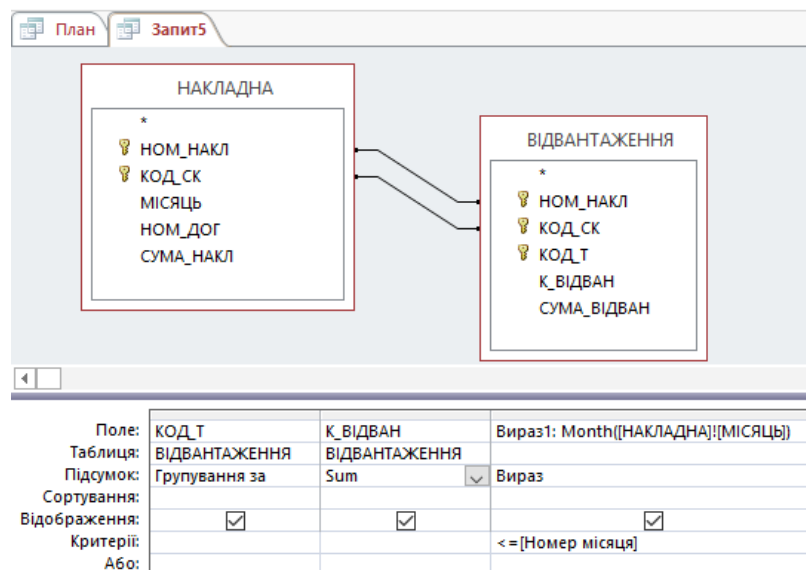 План Запит5
НАКЛАДНА
*
НОМ_НАКЛ
КОД_СК
МІСЯЦЬ
НОМ_ДОГ
СУМА_НАКЛ
ВІДВАНТАЖЕННЯ
*
НОМ_НАКЛ
КОД_СК
КОД_Т
К_ВІДВАН
СУМА_ВІДВАН
Поле: КОД_Т К_ВІДВАН Вираз1: Month([НАКЛАДНА]![МІСЯЦЬ])
Таблиця: ВІДВАНТАЖЕННЯ ВІДВАНТАЖЕННЯ
Підсумок: Групування за Sum Вираз
Сортування:
Відображення:
Критерії: <=[Номер місяця]
Або: